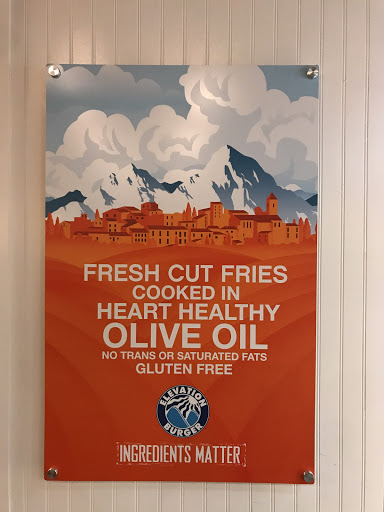 FRESH CUT FRIES
COOKED IN
HEART HEALTHY
OLIVE OIL
NO TRANS OR SATURATED FATS
GLUTEN FREE
ELEVATION
BURGER
INGREDIENTS MATTER